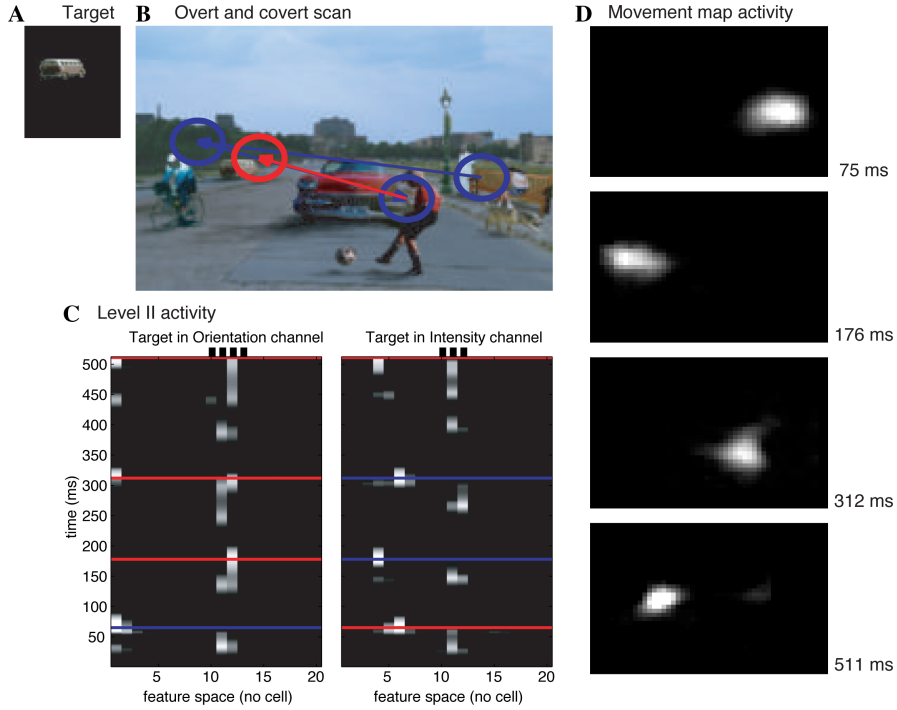 A Target
B Overt and covert scan
C Level II activity
Target in Orientation channel
Target in Intensity channel
500
450
400
350
300
250
200
150
100
50
time (ms)
5 10 15 20
feature space (no cell)
5 10 15 20
feature space (no cell)
D Movement map activity
75 ms
176 ms
312 ms
511 ms